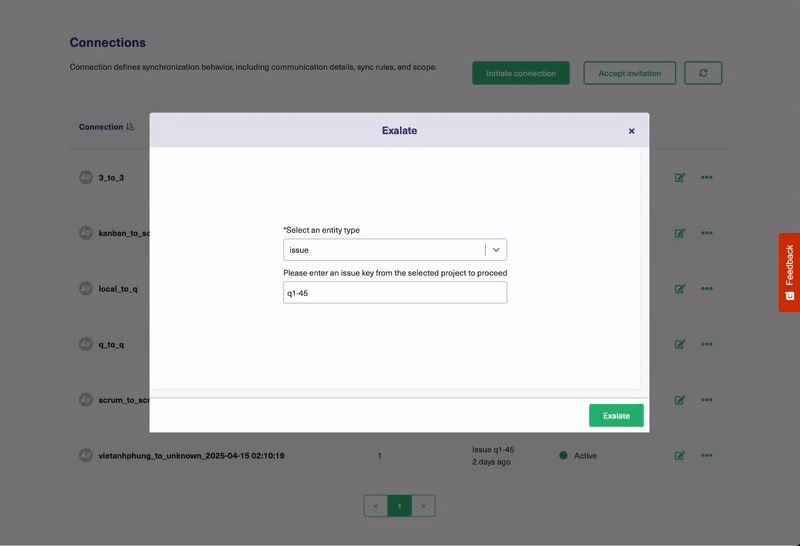 Connections
Connection defines synchronization behavior, including communication details, sync rules, and scope.
Initiate connection
Accept invitation
Connection
Exalate
×
3_to_3
kanban_to_sc
*Select an entity type
issue
Please enter an issue key from the selected project to proceed
q1-45
local_to_q
q_to_q
scrum_to_scr
Exalate
vietanhphung_to_unknown_2025-04-15 02:10:19
1
Issue q1-45
2 days ago
Active
< 1 >
Feedback